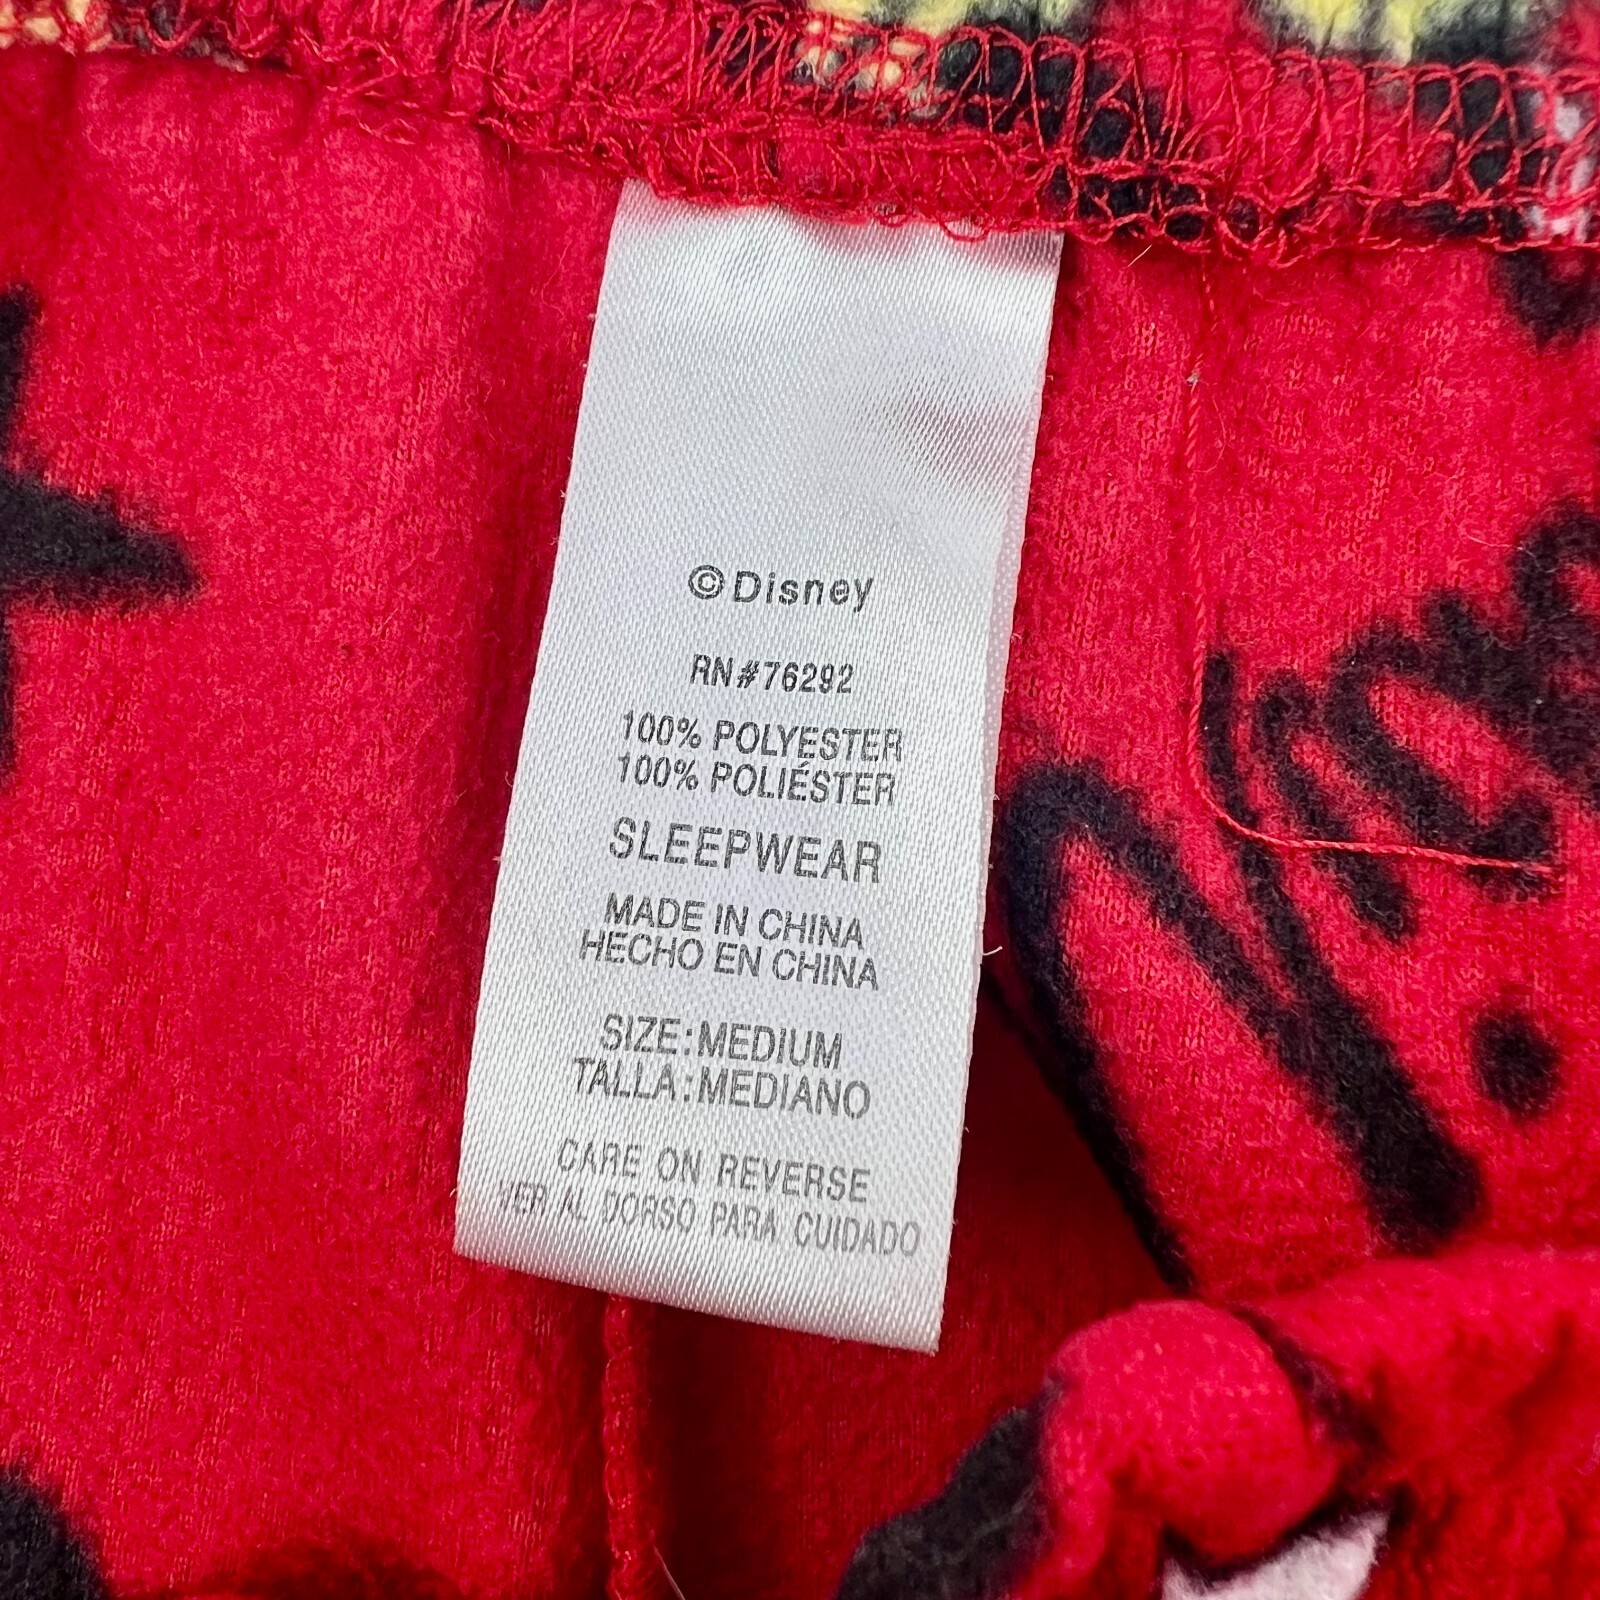 ©Disney
RN#76292
100% POLYESTER
100% POLIÉSTER
SLEEPWEAR
MADE IN CHINA
HECHO EN CHINA
SIZE:MEDIUM
TALLA:MEDIANO
CARE ON REVERSE
VER AL DORSO PARA CUIDADO